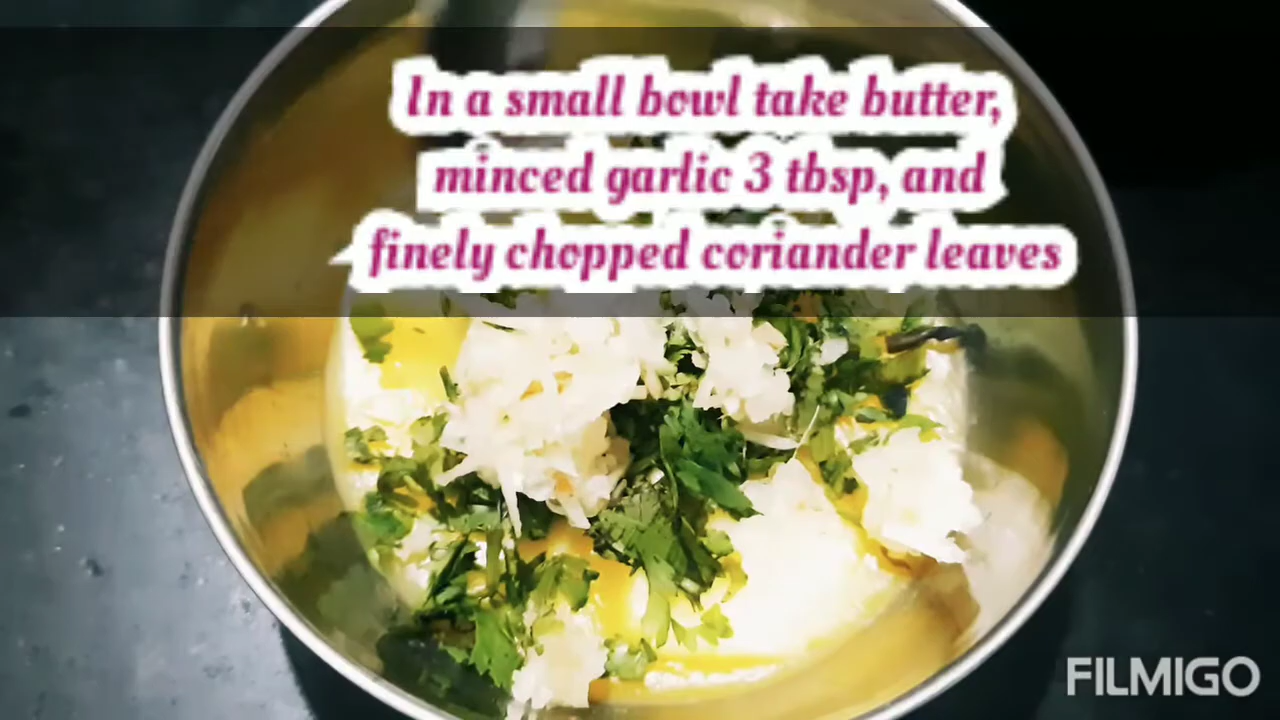 In a small bowl take butter,
minced garlic 3 tbsp, and
finely chopped coriander leaves
FILMIGO